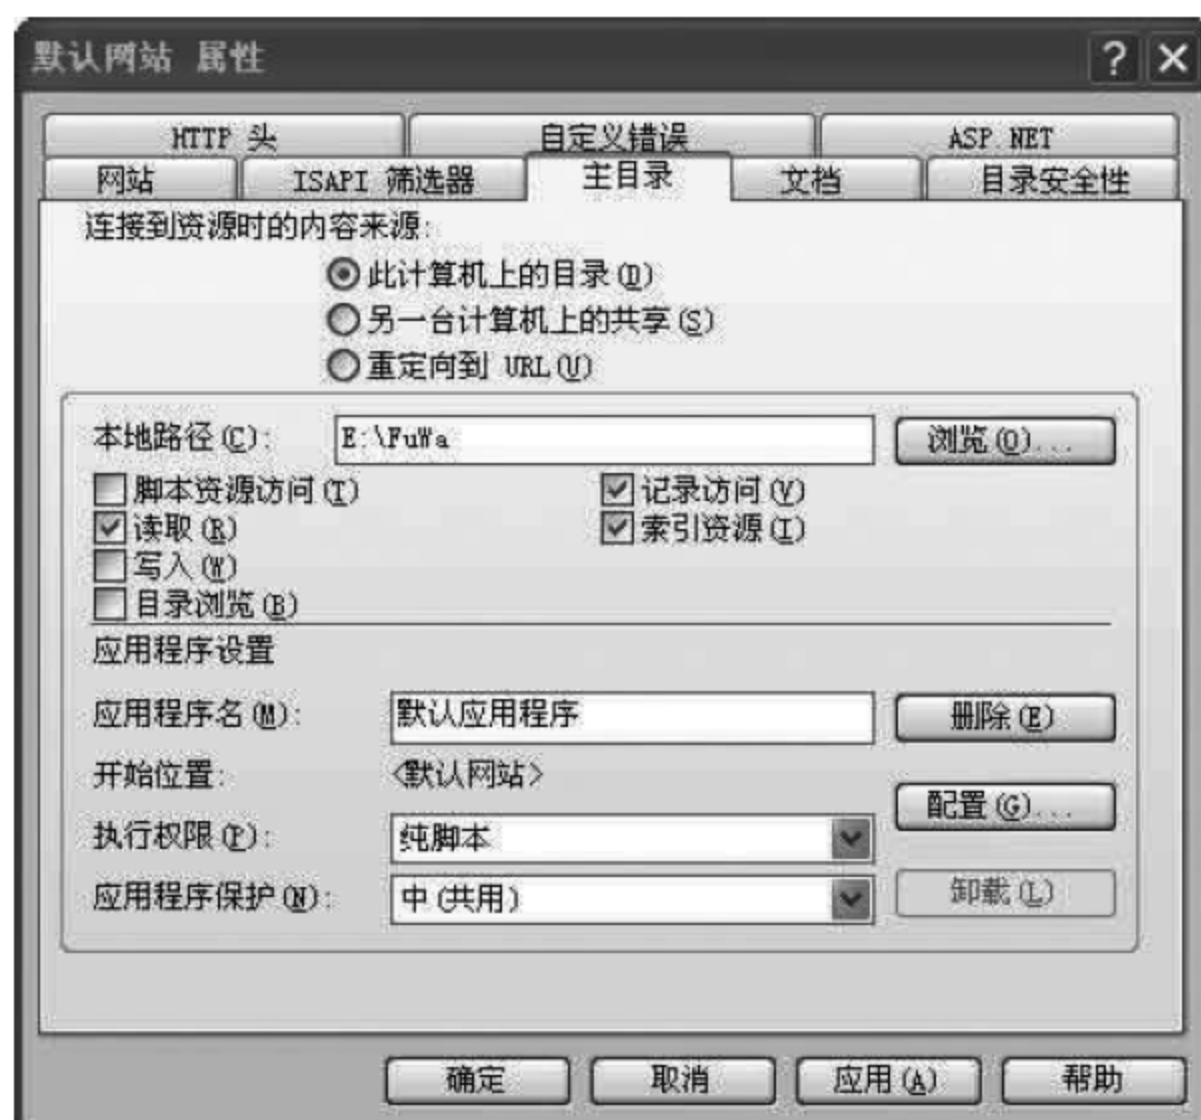 默认网站 属性
HTTP 头 自定义错误 ASP.NET
网站 ISAPI 筛选器 主目录 文档 目录安全性
连接到资源时的内容来源:
此计算机上的目录(D)
另一台计算机上的共享(S)
重定向到 URL(U)
本地路径(C): E:\FuWa 浏览(O)...
脚本资源访问(T) 记录访问(V)
读取(R) 索引资源(I)
写入(W)
目录浏览(B)
应用程序设置
应用程序名(M): 默认应用程序 删除(E)
开始位置: <默认网站>
配置(G)...
执行权限(P): 纯脚本
应用程序保护(N): 中(共用) 卸载(L)
确定 取消 应用(A) 帮助